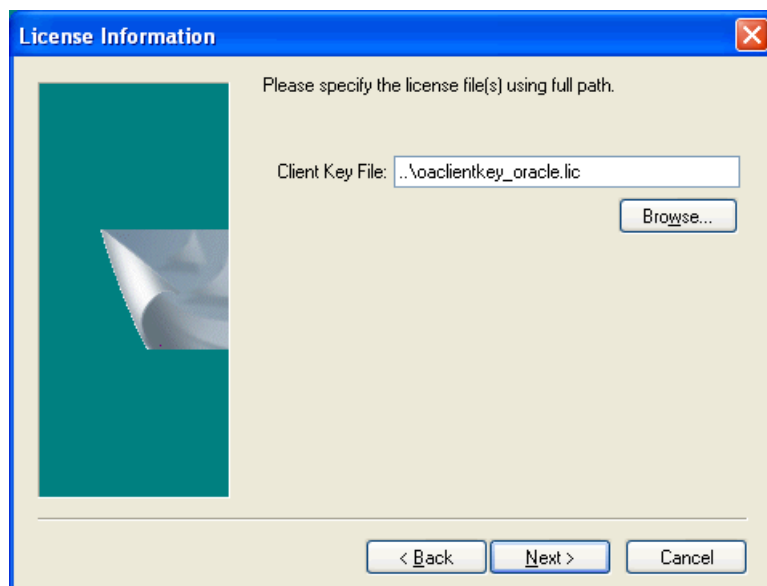 License Information
Please specify the license file(s) using full path.
Client Key File: ..\oaclientkey_oracle.lic
Browse...
< Back Next > Cancel